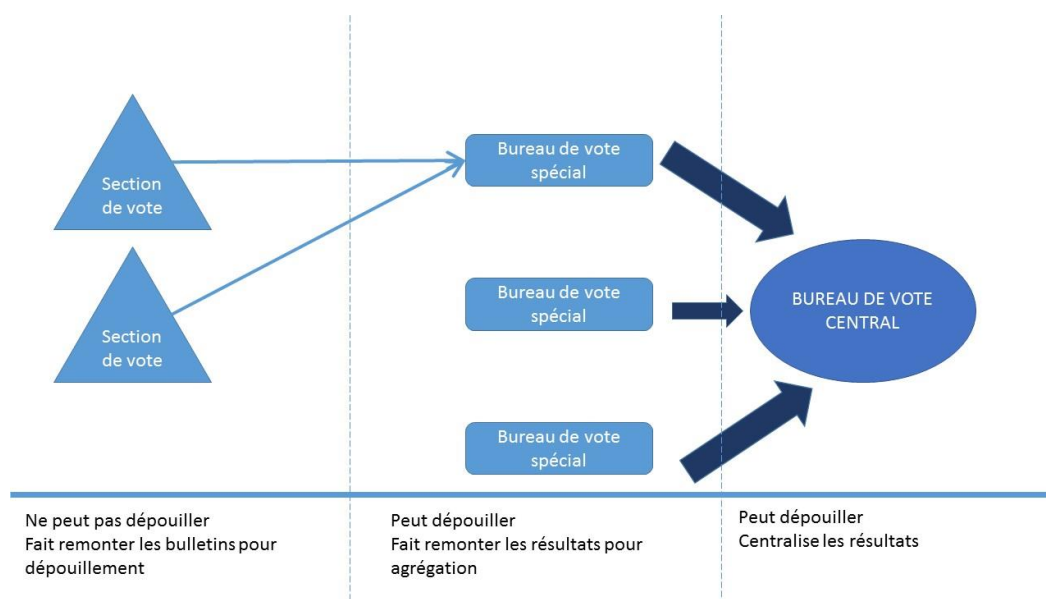 Section
de vote
Section
de vote
Bureau de vote
spécial
Bureau de vote
spécial
Bureau de vote
spécial
BUREAU DE VOTE
CENTRAL
Ne peut pas dépouiller
Fait remonter les bulletins pour
dépouillement
Peut dépouiller
Fait remonter les résultats pour
agrégation
Peut dépouiller
Centralise les résultats